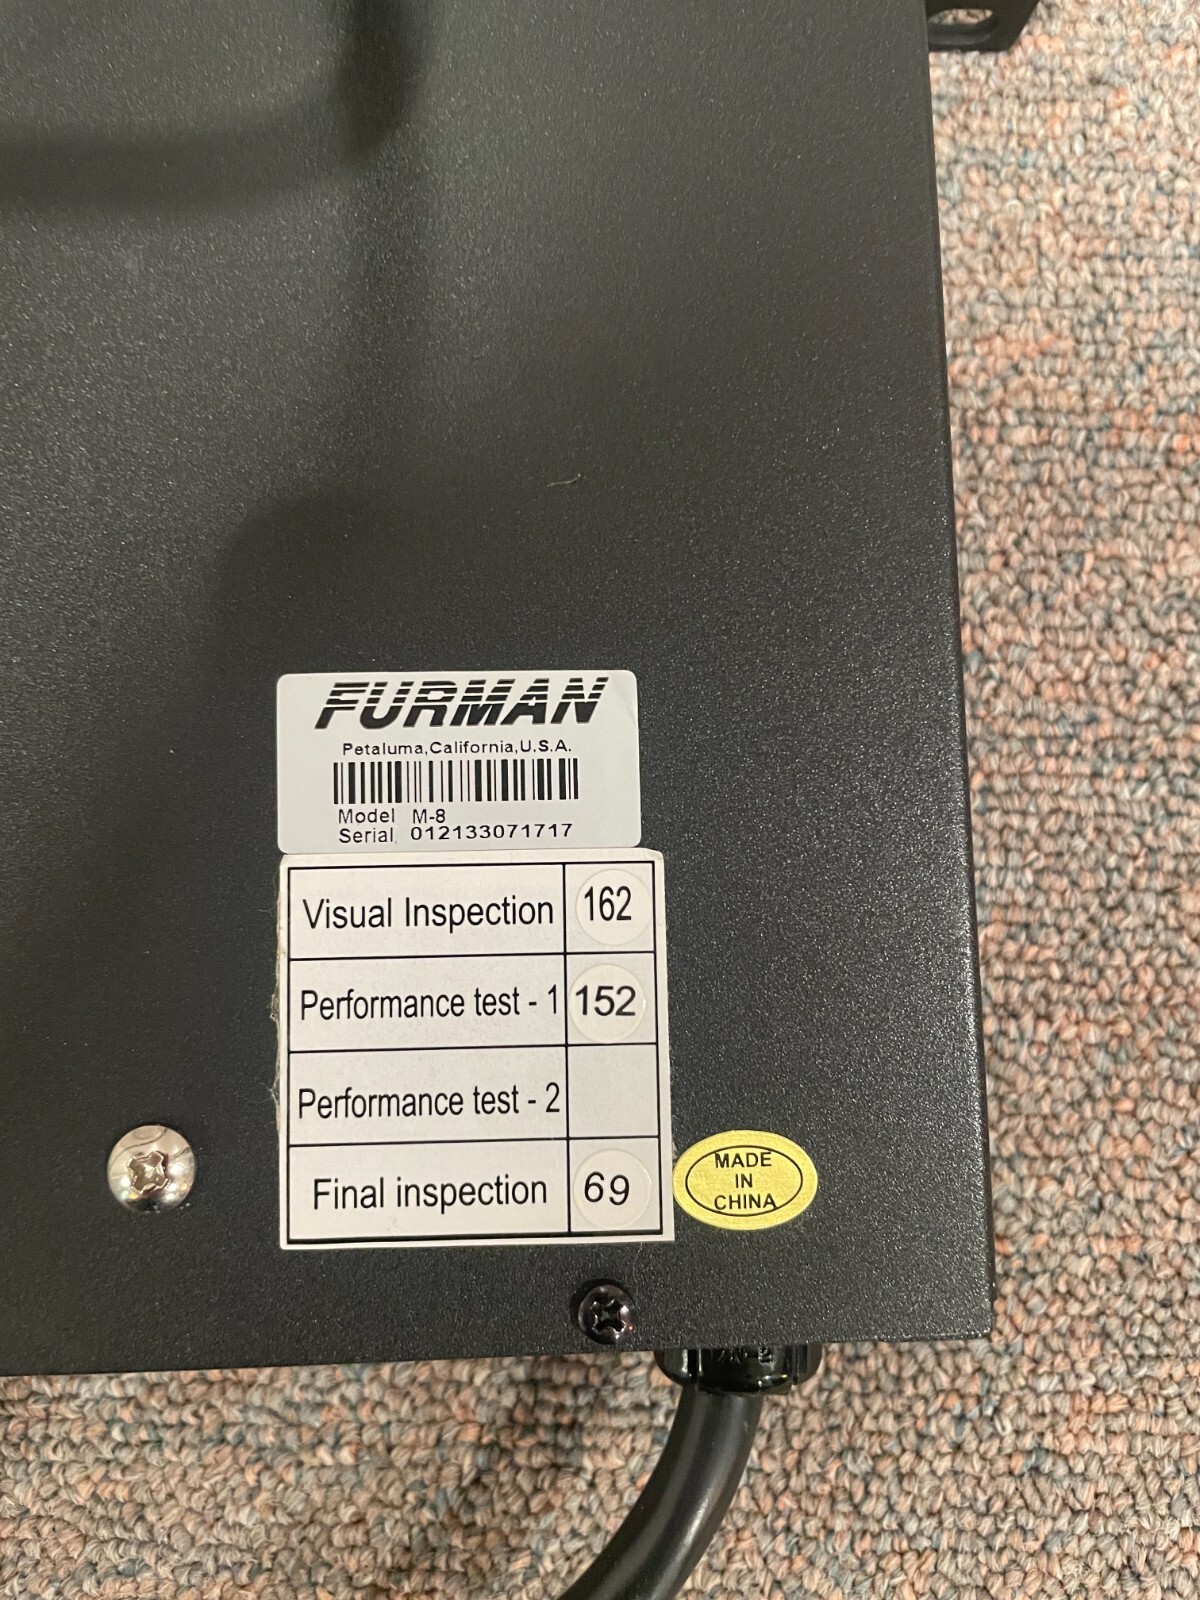 FURMAN
Petaluma,California,U.S.A.
Model M-8
Serial 012133071717
Visual Inspection 162
Performance test - 1 152
Performance test - 2
Final inspection 69
MADE
IN
CHINA